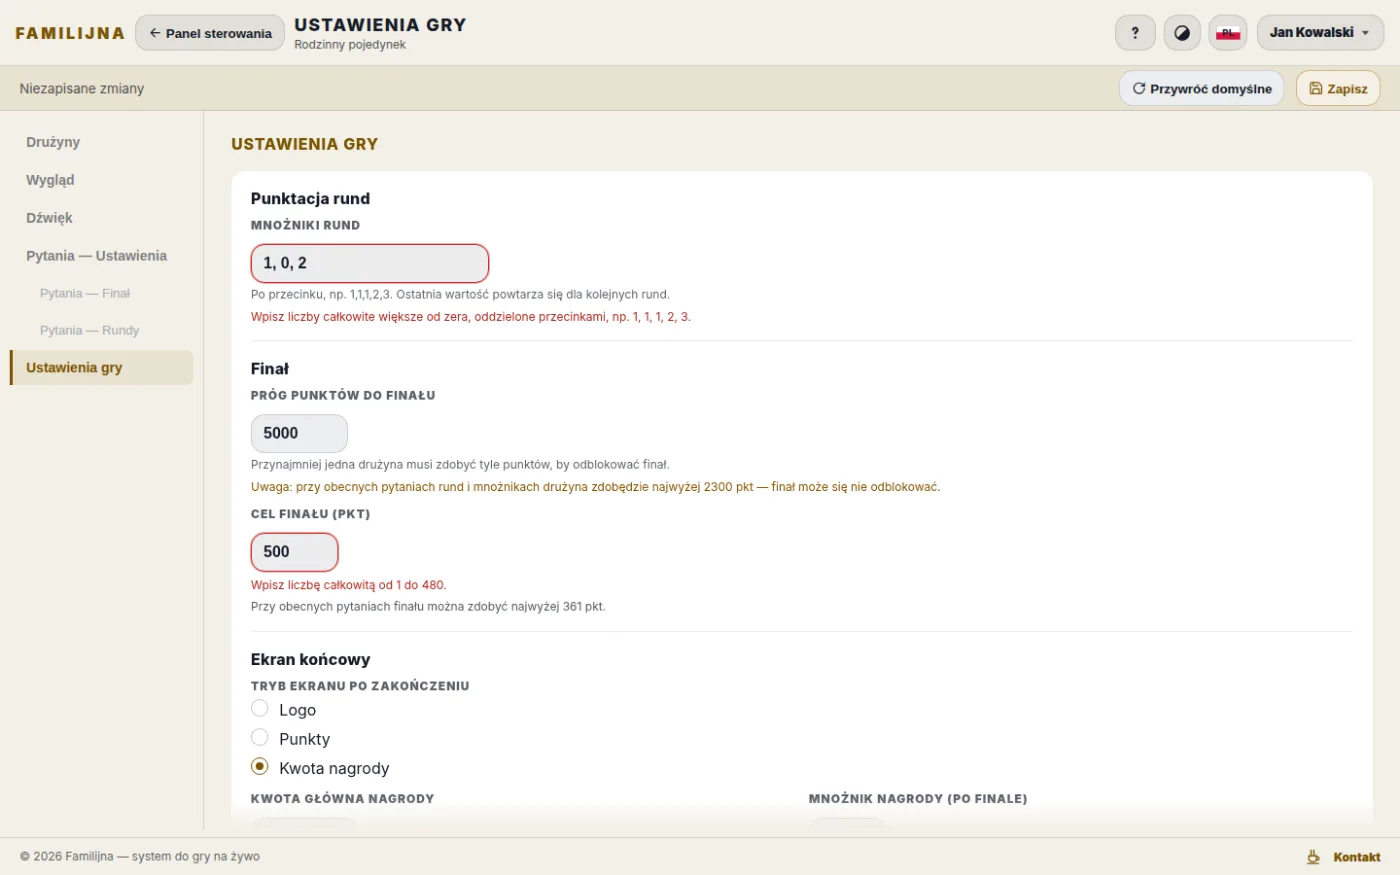 FAMILIJNA
← Panel sterowania
USTAWIENIA GRY
Rodzinny pojedynek
?
PL
Jan Kowalski
Niezapisane zmiany
Przywróć domyślne
Zapisz
Drużyny
Wygląd
Dźwięk
Pytania — Ustawienia
Pytania — Finał
Pytania — Rundy
Ustawienia gry
USTAWIENIA GRY
Punktacja rund
MNOŻNIKI RUND
1, 0, 2
Po przecinku, np. 1,1,1,2,3. Ostatnia wartość powtarza się dla kolejnych rund.
Wpisz liczby całkowite większe od zera, oddzielone przecinkami, np. 1, 1, 1, 2, 3.
Finał
PRÓG PUNKTÓW DO FINAŁU
5000
Przynajmniej jedna drużyna musi zdobyć tyle punktów, by odblokować finał.
Uwaga: przy obecnych pytaniach rund i mnożnikach drużyna zdobędzie najwyżej 2300 pkt — finał może się nie odblokować.
CEL FINAŁU (PKT)
500
Wpisz liczbę całkowitą od 1 do 480.
Przy obecnych pytaniach finału można zdobyć najwyżej 361 pkt.
Ekran końcowy
TRYB EKRANU PO ZAKOŃCZENIU
Logo
Punkty
Kwota nagrody
KWOTA GŁÓWNA NAGRODY
MNOŻNIK NAGRODY (PO FINALE)
© 2026 Familijna — system do gry na żywo
Kontakt